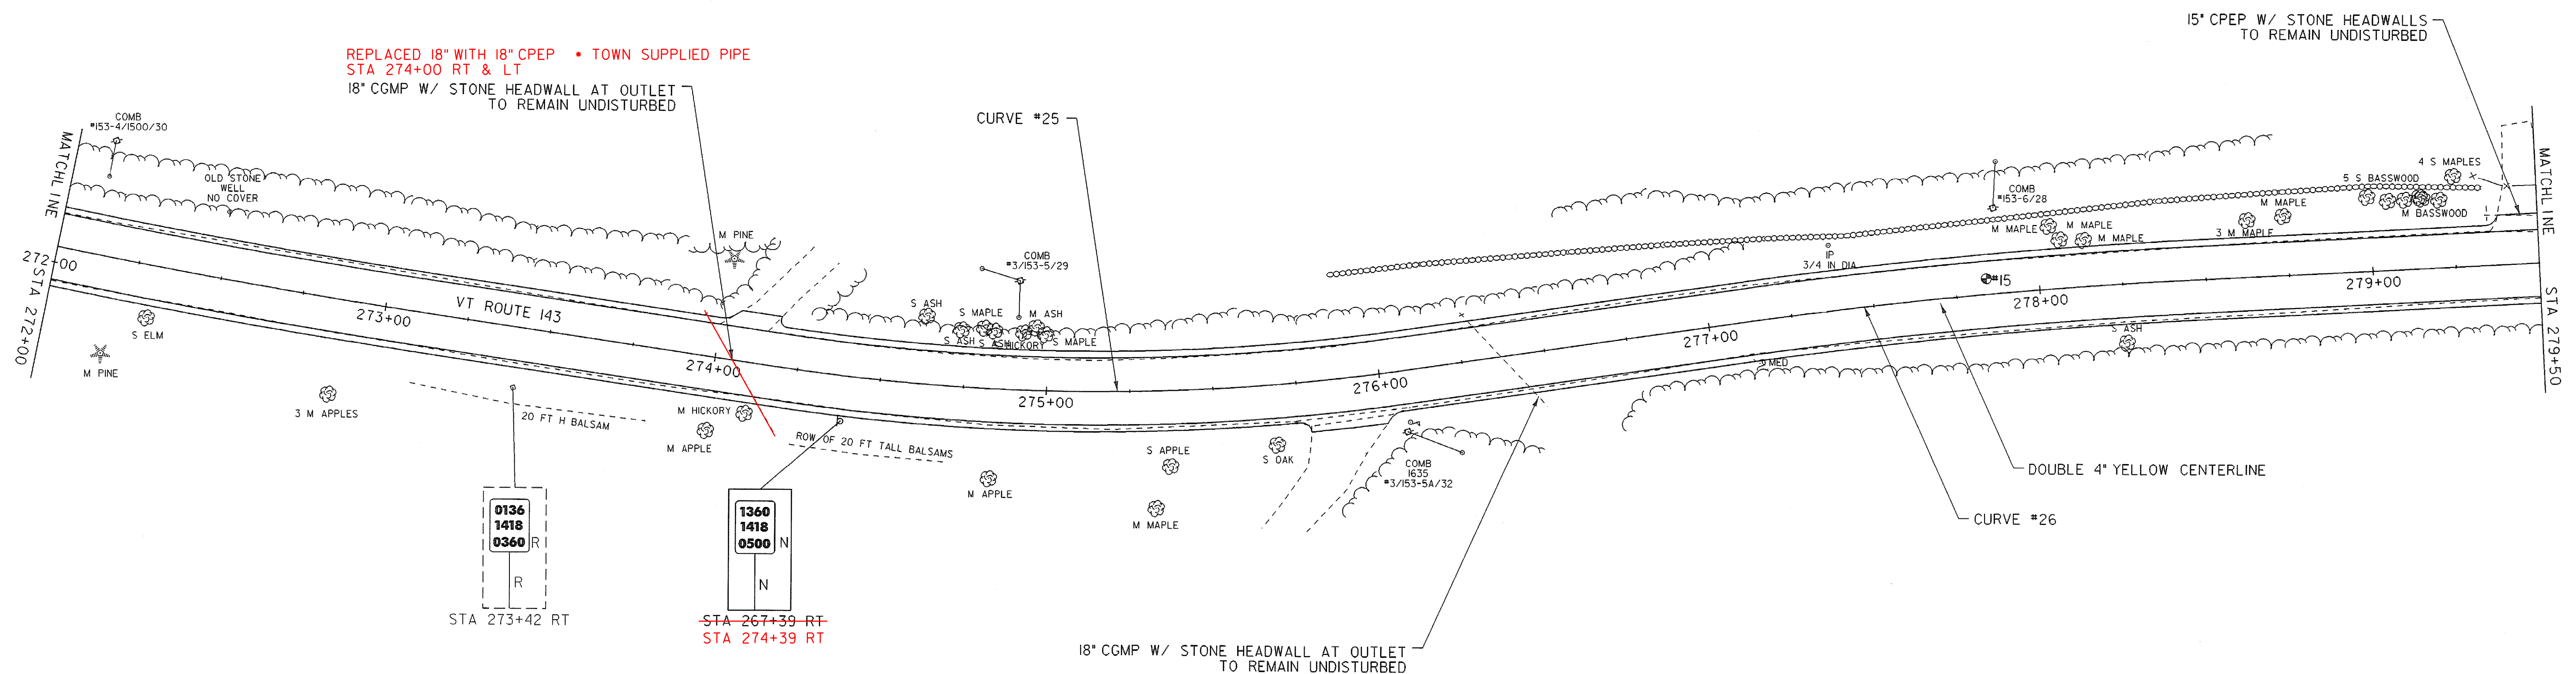 15" CPEP W/ STONE HEADWALLS
TO REMAIN UNDISTURBED
REPLACED 18" WITH 18" CPEP * TOWN SUPPLIED PIPE
STA 274+00 RT & LT
18" CGMP W/ STONE HEADWALL AT OUTLET
TO REMAIN UNDISTURBED
CURVE #25
COMB
#153-4/1500/30
MATCHLINE
STA 272+00
272+00
OLD STONE
WELL
NO COVER
M PINE
VT ROUTE 143
273+00
274+00
S ELM
M PINE
3 M APPLES
20 FT H BALSAM
M HICKORY
M APPLE
ROW OF 20 FT TALL BALSAMS
COMB
#3/153-5/29
S ASH
S MAPLE
M ASH
S ASH
S ASH
HICKORY
S MAPLE
275+00
276+00
M APPLE
S APPLE
M MAPLE
S OAK
COMB
1635
#3/153-5A/32
IP
3/4 IN DIA
COMB
#153-6/28
M MAPLE
M MAPLE
M MAPLE
3 M MAPLE
M MAPLE
5 S BASSWOOD
4 S MAPLES
M BASSWOOD
#15
277+00
278+00
279+00
S MED
S ASH
MATCHLINE
STA 279+50
DOUBLE 4" YELLOW CENTERLINE
CURVE #26
0136
1418
0360
R
R
STA 273+42 RT
1360
1418
0500
N
N
STA 267+39 RT
STA 274+39 RT
18" CGMP W/ STONE HEADWALL AT OUTLET
TO REMAIN UNDISTURBED